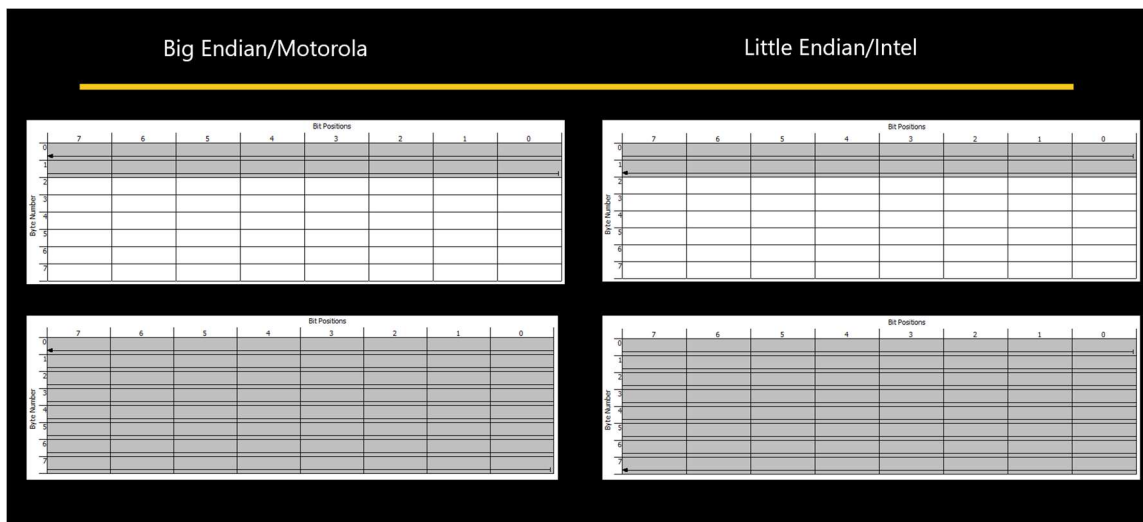 Big Endian/Motorola
Little Endian/Intel
Bit Positions
7 6 5 4 3 2 1 0
Byte Number
0
1
2
3
4
5
6
7
Bit Positions
7 6 5 4 3 2 1 0
Byte Number
0
1
2
3
4
5
6
7
Bit Positions
7 6 5 4 3 2 1 0
Byte Number
0
1
2
3
4
5
6
7
Bit Positions
7 6 5 4 3 2 1 0
Byte Number
0
1
2
3
4
5
6
7